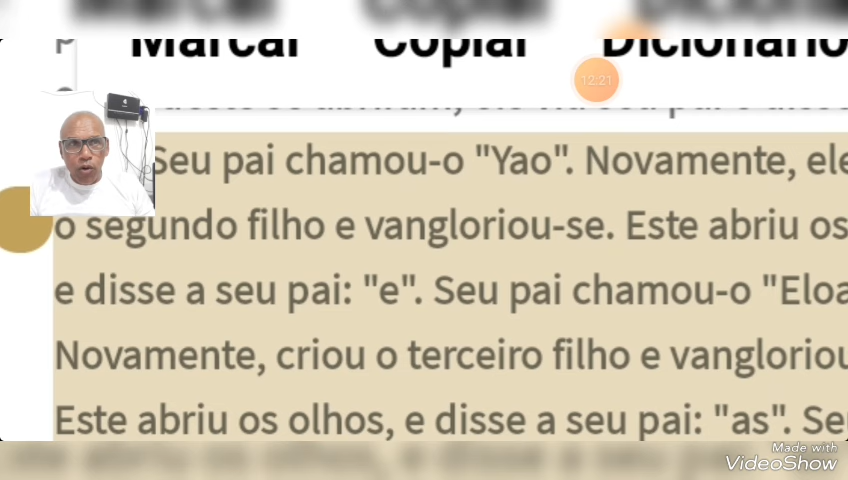 Marcar Copiar Dicionário
12:21
Seu pai chamou-o "Yao". Novamente, ele
o segundo filho e vangloriou-se. Este abriu os
e disse a seu pai: "e". Seu pai chamou-o "Eloa
Novamente, criou o terceiro filho e vangloriou
Este abriu os olhos, e disse a seu pai: "as". Seu
Made with
VideoShow